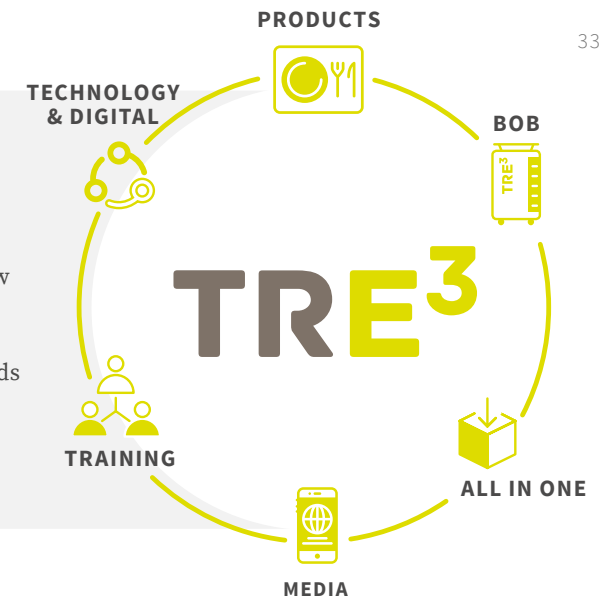 33
PRODUCTS
TECHNOLOGY
& DIGITAL
BOB
TRE3
TRE3
TRAINING
ALL IN ONE
MEDIA